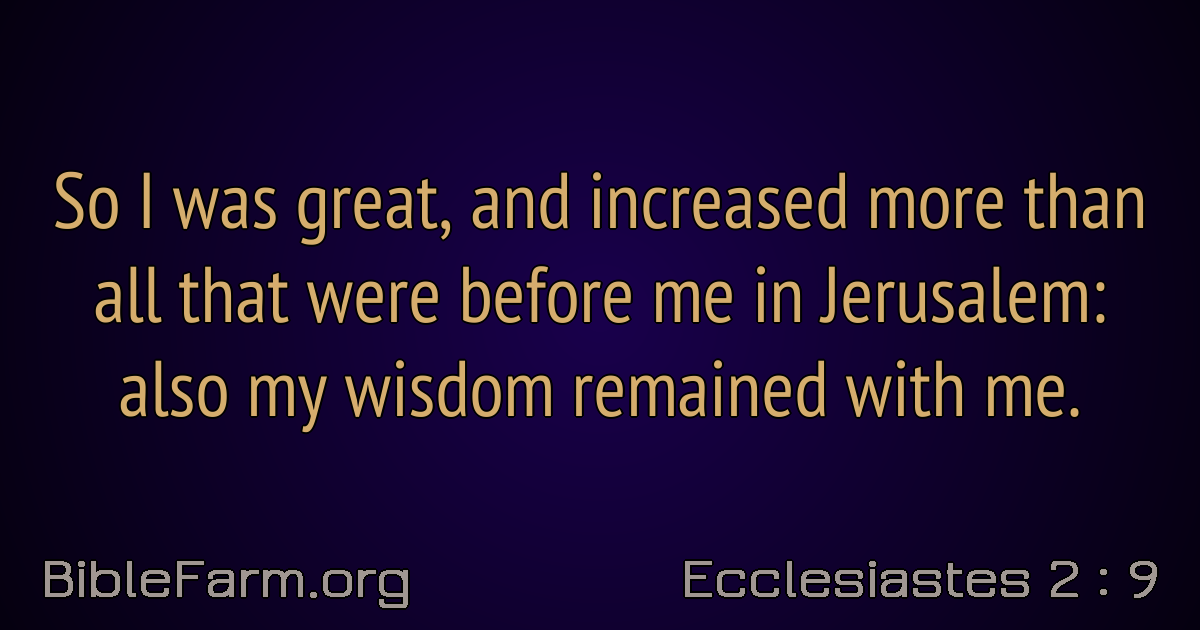 So I was great, and increased more than
all that were before me in Jerusalem:
also my wisdom remained with me.
BibleFarm.org
Ecclesiastes 2 : 9